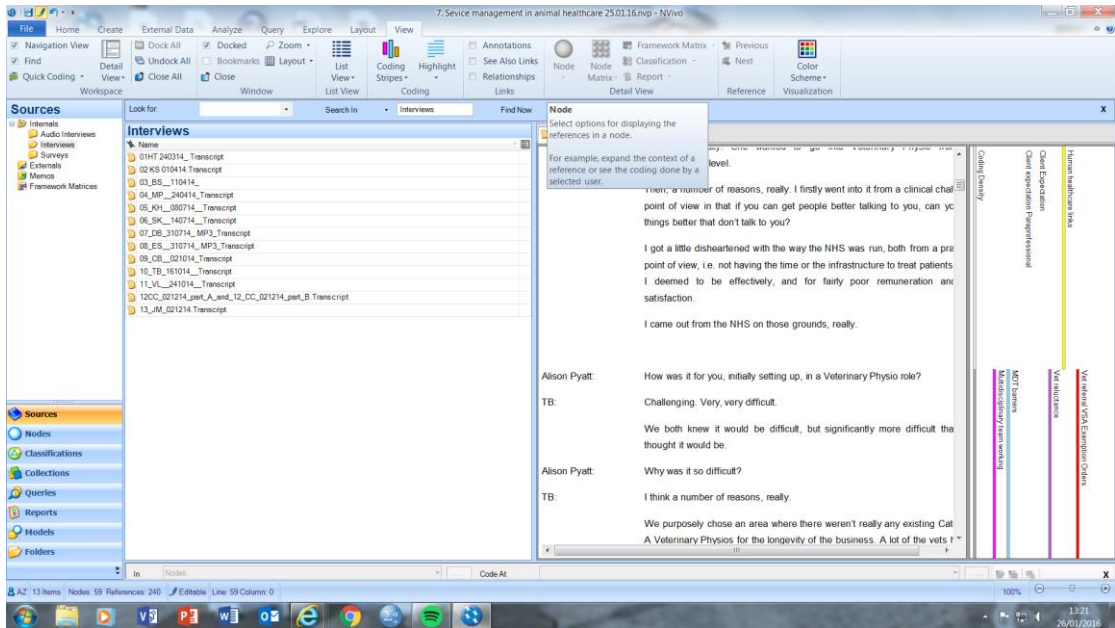 7. Sevice management in animal healthcare 25.01.16.nvp - NVivo
File Home Create External Data Analyze Query Explore Layout View
Navigation View
Find
Quick Coding
Detail View
Workspace
Dock All
Undock All
Close All
Docked
Bookmarks
Close
Zoom
Layout
Window
List View
List View
Coding Stripes
Highlight
Coding
Annotations
See Also Links
Relationships
Links
Node
Node Matrix
Framework Matrix
Classification
Report
Detail View
Previous
Next
Reference
Color Scheme
Visualization
Sources
Internals
Audio Interviews
Interviews
Surveys
Externals
Memos
Framework Matrices
Look for: Search In Interviews Find Now
Interviews
Name
01HT 240314_ Transcript
02 KS 010414.Transcript
03_BS__110414_
04_MP__240414_Transcript
05_KH__080714__Transcript
06_SK__140714__Transcript
07_DB_310714_.MP3_Transcript
08_ES__310714_.MP3_Transcript
09_CB__021014_Transcript
10_TB_161014__Transcript
11_VL__241014__Transcript
12CC_021214_part_A_and_12_CC_021214_part_B.Transcript
13_JM_021214.Transcript
Node
Select options for displaying the
references in a node.
For example, expand the context of a
reference or see the coding done by a
selected user.
level.
Then, a number of reasons, really. I firstly went into it from a clinical chal
point of view in that if you can get people better talking to you, can yo
things better that don't talk to you?
I got a little disheartened with the way the NHS was run, both from a pra
point of view, i.e. not having the time or the infrastructure to treat patients
I deemed to be effectively, and for fairly poor remuneration and
satisfaction.
I came out from the NHS on those grounds, really.
Alison Pyatt: How was it for you, initially setting up, in a Veterinary Physio role?
TB: Challenging. Very, very difficult.
We both knew it would be difficult, but significantly more difficult tha
thought it would be.
Alison Pyatt: Why was it so difficult?
TB: I think a number of reasons, really.
We purposely chose an area where there weren't really any existing Cat
A Veterinary Physios for the longevity of the business. A lot of the vets
Coding Density
Client expectation Paraprofessional
Client Expectation
Human healthcare links
Multidisciplinary team working
MDT barriers
Vet reluctance
Vet referral VSA Exemption Orders
Sources
Nodes
Classifications
Collections
Queries
Reports
Models
Folders
In Nodes Code At
AZ 13 Items Nodes: 59 References: 240 Editable Line: 59 Column: 0
100%
13:21
26/01/2016